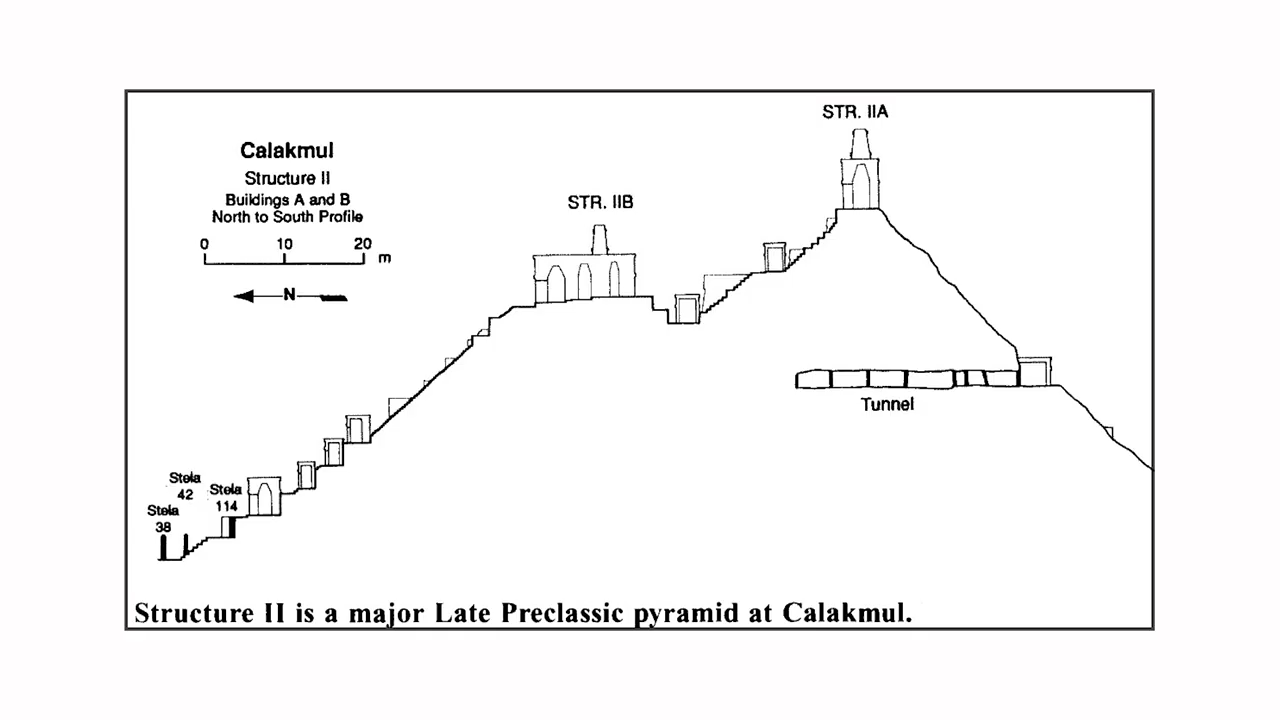 STR. IIA
Calakmul
Structure II
Buildings A and B
North to South Profile
0 10 20
m
N
STR. IIB
Tunnel
Stela
42
Stela
114
Stela
38
Structure II is a major Late Preclassic pyramid at Calakmul.